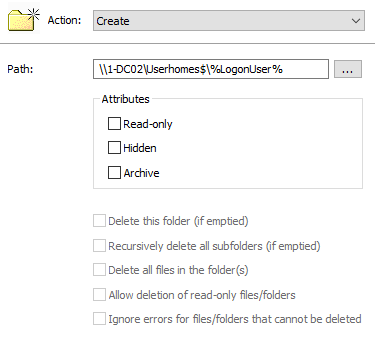 Action: Create
Path: \\1-DC02\Userhomes$\%LogonUser% ...
Attributes
Read-only
Hidden
Archive
Delete this folder (if emptied)
Recursively delete all subfolders (if emptied)
Delete all files in the folder(s)
Allow deletion of read-only files/folders
Ignore errors for files/folders that cannot be deleted